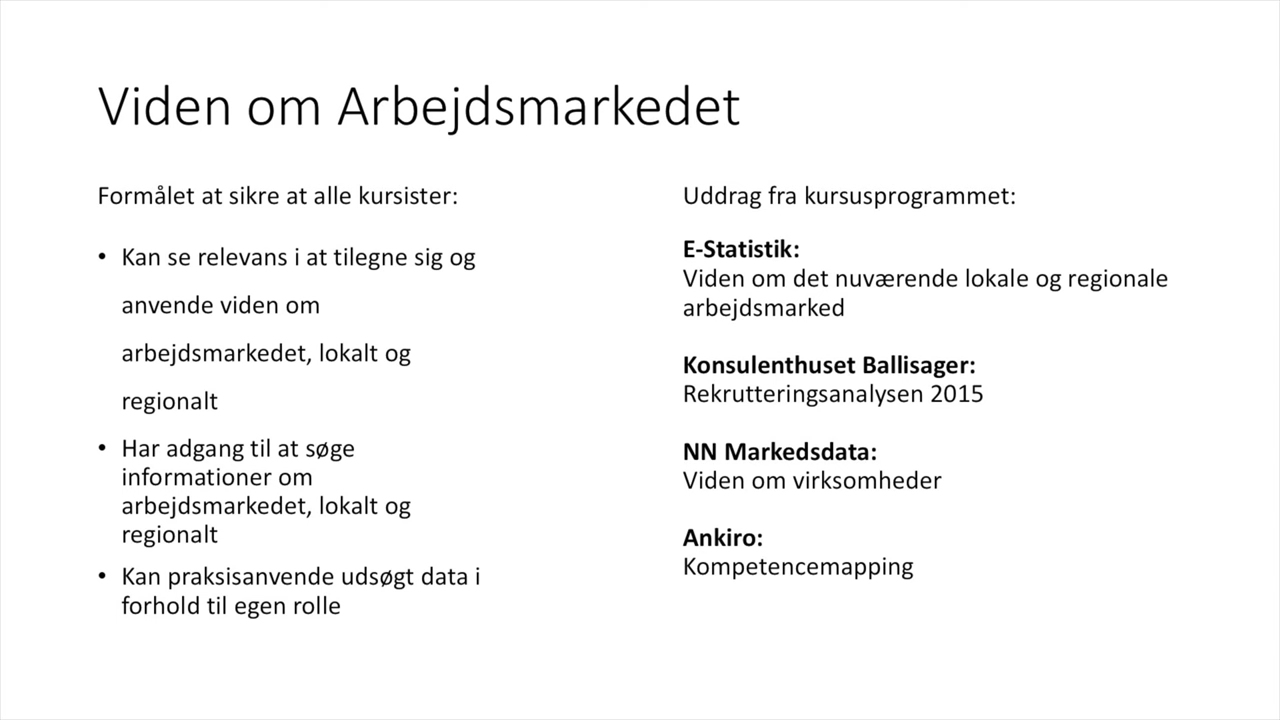 Viden om Arbejdsmarkedet
Formålet at sikre at alle kursister:
• Kan se relevans i at tilegne sig og
anvende viden om
arbejdsmarkedet, lokalt og
regionalt
• Har adgang til at søge
informationer om
arbejdsmarkedet, lokalt og
regionalt
• Kan praksisanvende udsøgt data i
forhold til egen rolle
Uddrag fra kursusprogrammet:
E-Statistik:
Viden om det nuværende lokale og regionale
arbejdsmarked
Konsulenthuset Ballisager:
Rekrutteringsanalysen 2015
NN Markedsdata:
Viden om virksomheder
Ankiro:
Kompetencemapping